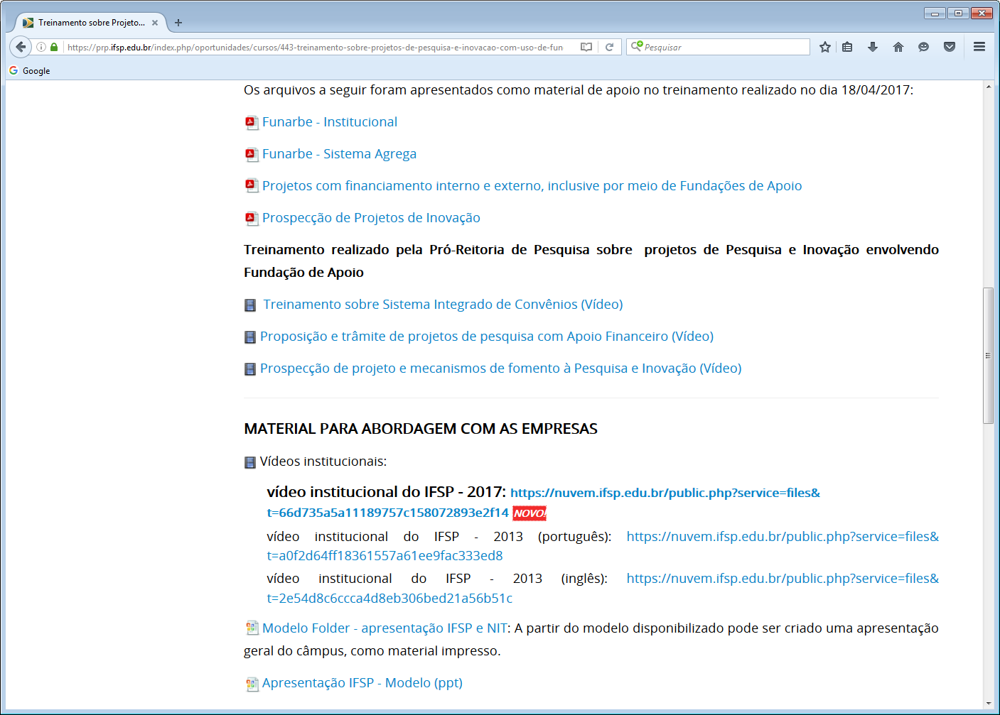 Treinamento sobre Projeto...
https://prp.ifsp.edu.br/index.php/oportunidades/cursos/443-treinamento-sobre-projetos-de-pesquisa-e-inovacao-com-uso-de-fun
Pesquisar
Google
Os arquivos a seguir foram apresentados como material de apoio no treinamento realizado no dia 18/04/2017:
Funarbe - Institucional
Funarbe - Sistema Agrega
Projetos com financiamento interno e externo, inclusive por meio de Fundações de Apoio
Prospecção de Projetos de Inovação
Treinamento realizado pela Pró-Reitoria de Pesquisa sobre projetos de Pesquisa e Inovação envolvendo
Fundação de Apoio
Treinamento sobre Sistema Integrado de Convênios (Vídeo)
Proposição e trâmite de projetos de pesquisa com Apoio Financeiro (Vídeo)
Prospecção de projeto e mecanismos de fomento à Pesquisa e Inovação (Vídeo)
MATERIAL PARA ABORDAGEM COM AS EMPRESAS
Vídeos institucionais:
vídeo institucional do IFSP - 2017: https://nuvem.ifsp.edu.br/public.php?service=files&
t=66d735a5a11189757c158072893e2f14 NOVO!
vídeo institucional do IFSP - 2013 (português): https://nuvem.ifsp.edu.br/public.php?service=files&
t=a0f2d64ff18361557a61ee9fac333ed8
vídeo institucional do IFSP - 2013 (inglês): https://nuvem.ifsp.edu.br/public.php?service=files&
t=2e54d8c6ccca4d8eb306bed21a56b51c
Modelo Folder - apresentação IFSP e NIT: A partir do modelo disponibilizado pode ser criado uma apresentação
geral do câmpus, como material impresso.
Apresentação IFSP - Modelo (ppt)